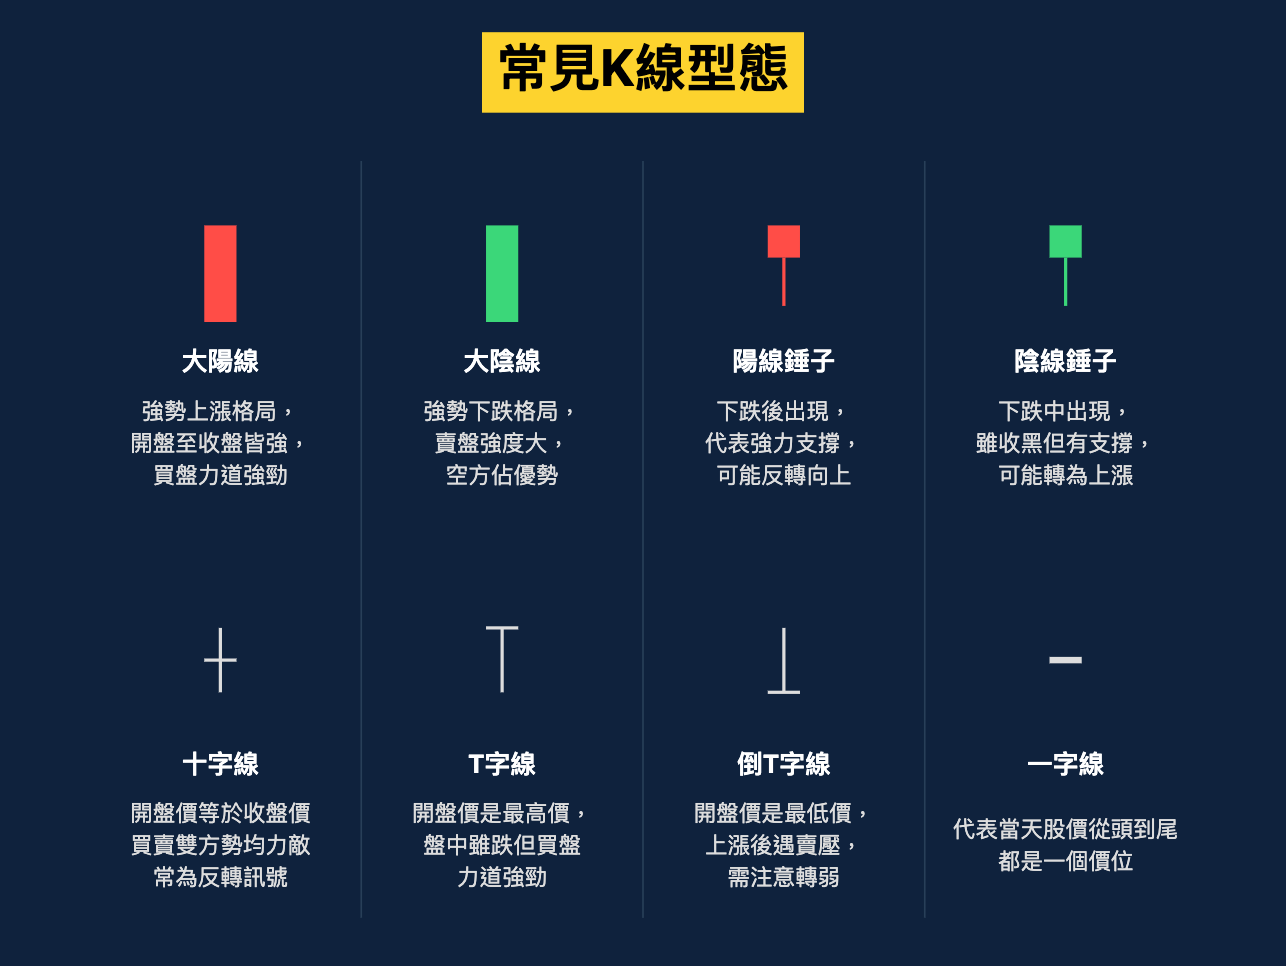 常見K線型態
大陽線
強勢上漲格局，
開盤至收盤皆強，
買盤力道強勁
大陰線
強勢下跌格局，
賣盤強度大，
空方佔優勢
陽線錘子
下跌後出現，
代表強力支撐，
可能反轉向上
陰線錘子
下跌中出現，
雖收黑但有支撐，
可能轉為上漲
十字線
開盤價等於收盤價
買賣雙方勢均力敵
常為反轉訊號
T字線
開盤價是最高價，
盤中雖跌但買盤
力道強勁
倒T字線
開盤價是最低價，
上漲後遇賣壓，
需注意轉弱
一字線
代表當天股價從頭到尾
都是一個價位